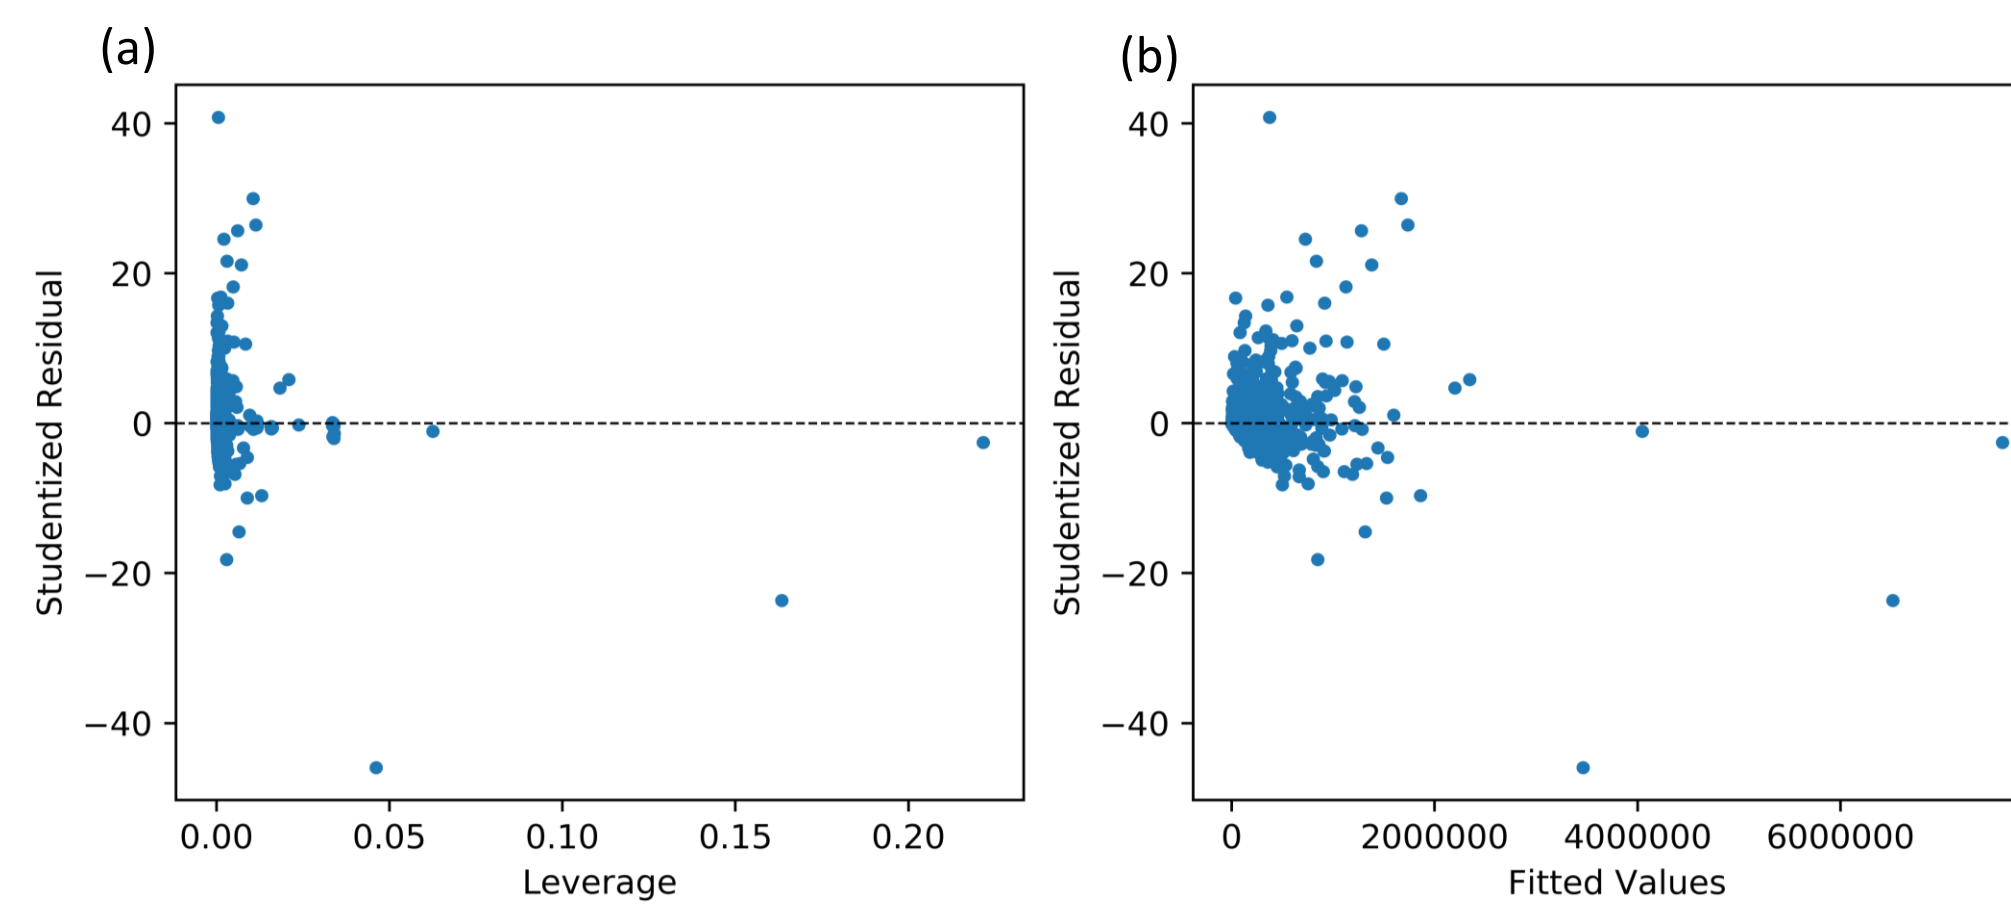 (a)
40
20
0
−20
−40
Studentized Residual
0.00 0.05 0.10 0.15 0.20
Leverage
(b)
40
20
0
−20
−40
Studentized Residual
0 2000000 4000000 6000000
Fitted Values